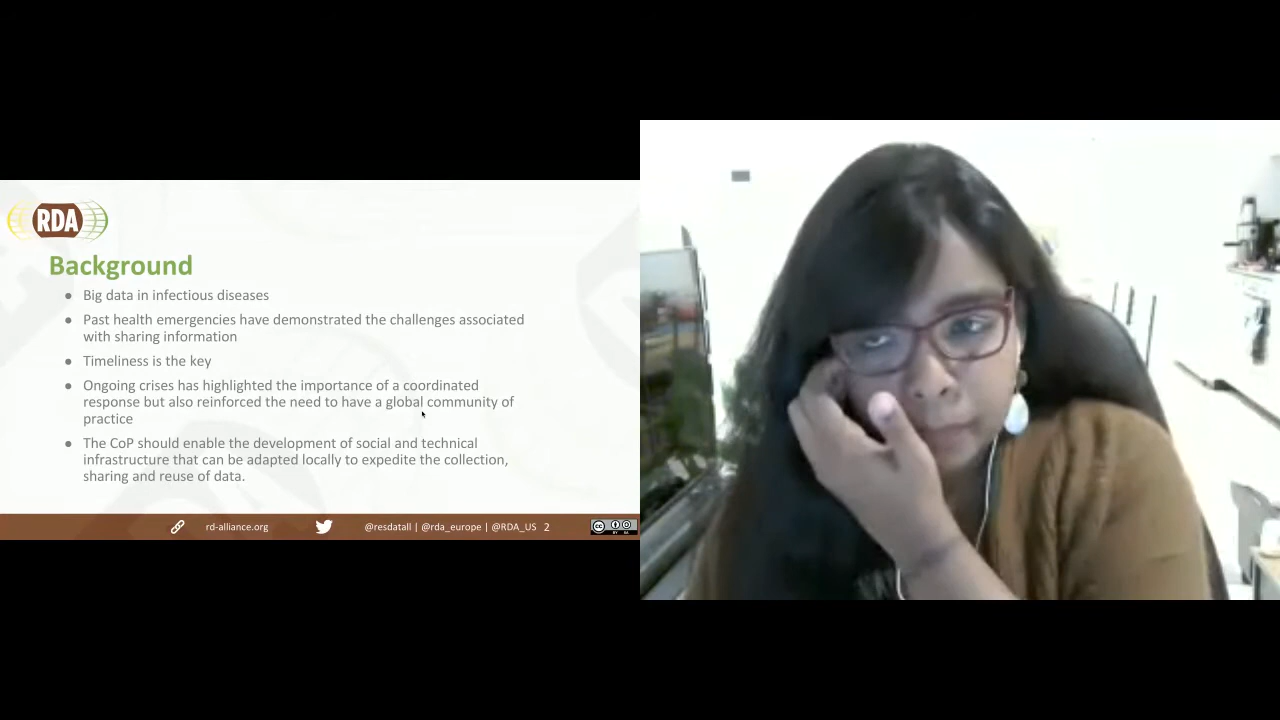 RDA
Background
● Big data in infectious diseases
● Past health emergencies have demonstrated the challenges associated
with sharing information
● Timeliness is the key
● Ongoing crises has highlighted the importance of a coordinated
response but also reinforced the need to have a global community of
practice
● The CoP should enable the development of social and technical
infrastructure that can be adapted locally to expedite the collection,
sharing and reuse of data.
rd-alliance.org @resdatall | @rda_europe | @RDA_US 2